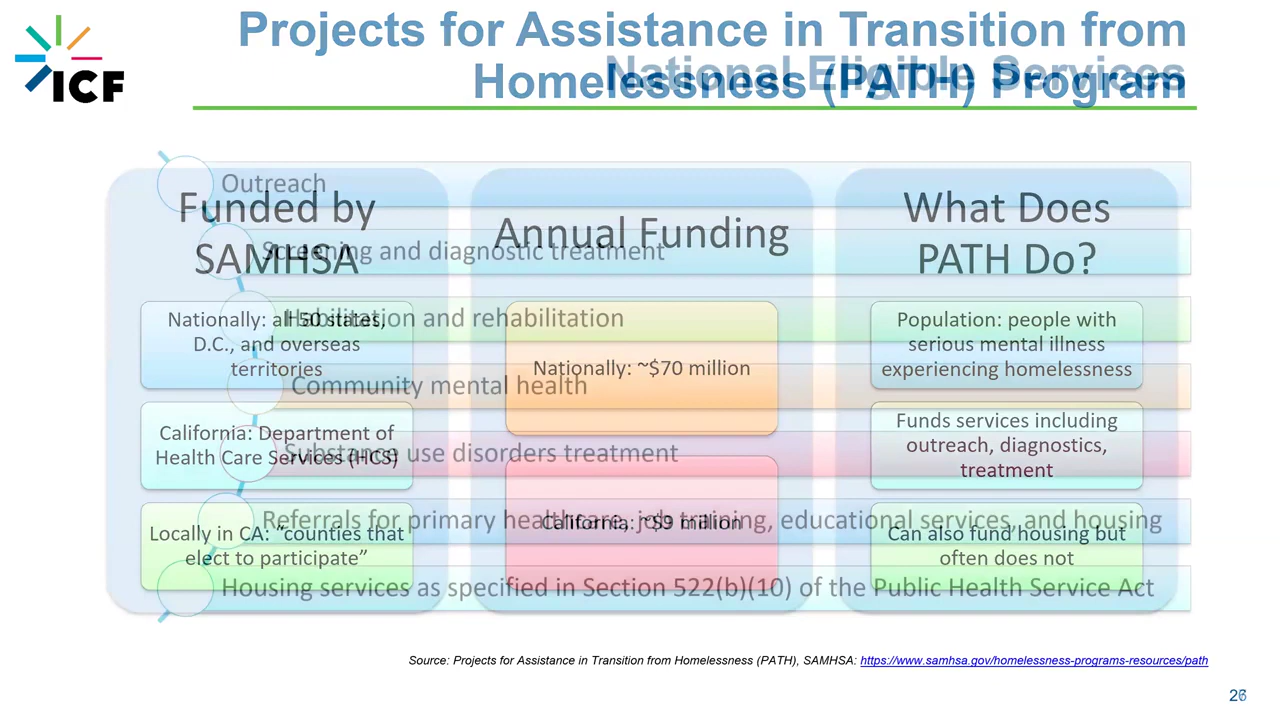 ICF
Projects for Assistance in Transition from
Homelessness (PATH) Program
National Eligible Services
Funded by
SAMHSA
Nationally: all 50 states,
D.C., and overseas
territories
California: Department of
Health Care Services (HCS)
Locally in CA: “counties that
elect to participate”
Annual Funding
Nationally: ~$70 million
California: ~$9 million
What Does
PATH Do?
Population: people with
serious mental illness
experiencing homelessness
Funds services including
outreach, diagnostics,
treatment
Can also fund housing but
often does not
Outreach
Screening and diagnostic treatment
Habilitation and rehabilitation
Community mental health
Substance use disorders treatment
Referrals for primary healthcare, job training, educational services, and housing
Housing services as specified in Section 522(b)(10) of the Public Health Service Act
Source: Projects for Assistance in Transition from Homelessness (PATH), SAMHSA: https://www.samhsa.gov/homelessness-programs-resources/path